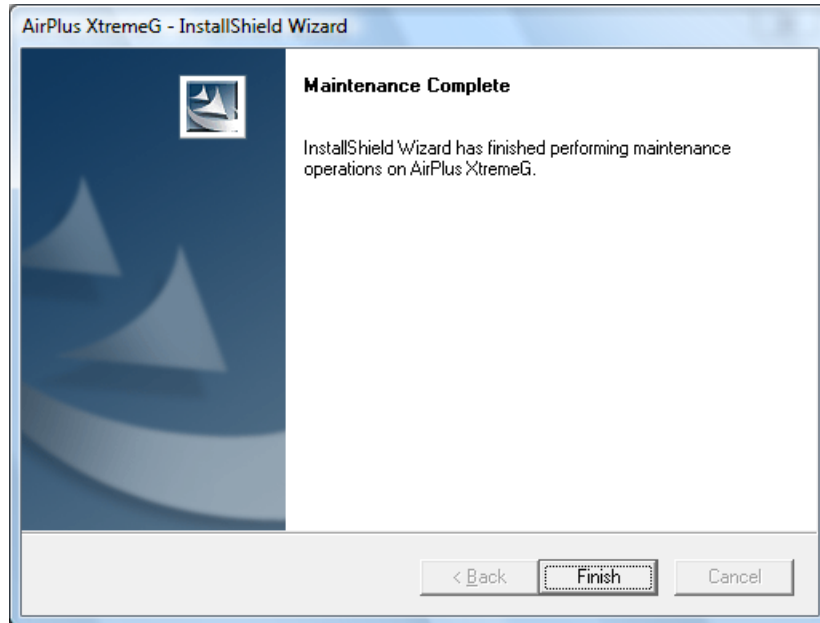 AirPlus XtremeG - InstallShield Wizard
Maintenance Complete
InstallShield Wizard has finished performing maintenance
operations on AirPlus XtremeG.
< Back
Finish
Cancel